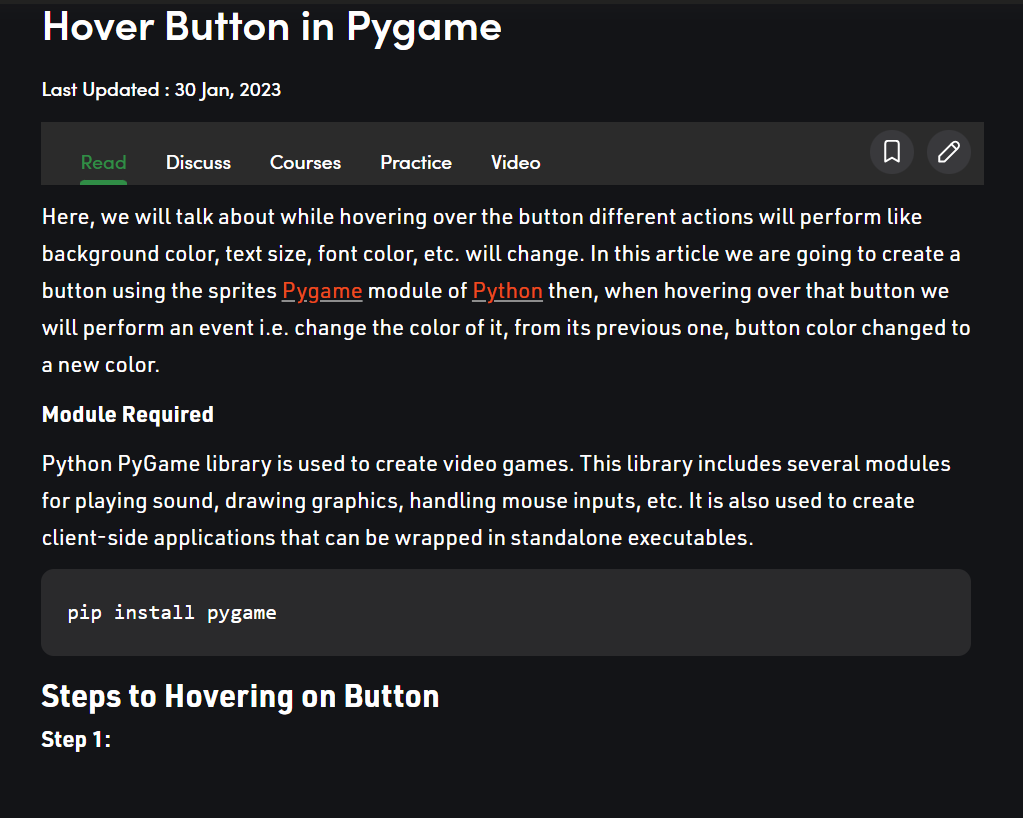 Hover Button in Pygame
Last Updated : 30 Jan, 2023
Read Discuss Courses Practice Video
Here, we will talk about while hovering over the button different actions will perform like
background color, text size, font color, etc. will change. In this article we are going to create a
button using the sprites Pygame module of Python then, when hovering over that button we
will perform an event i.e. change the color of it, from its previous one, button color changed to
a new color.
Module Required
Python PyGame library is used to create video games. This library includes several modules
for playing sound, drawing graphics, handling mouse inputs, etc. It is also used to create
client-side applications that can be wrapped in standalone executables.
pip install pygame
Steps to Hovering on Button
Step 1: